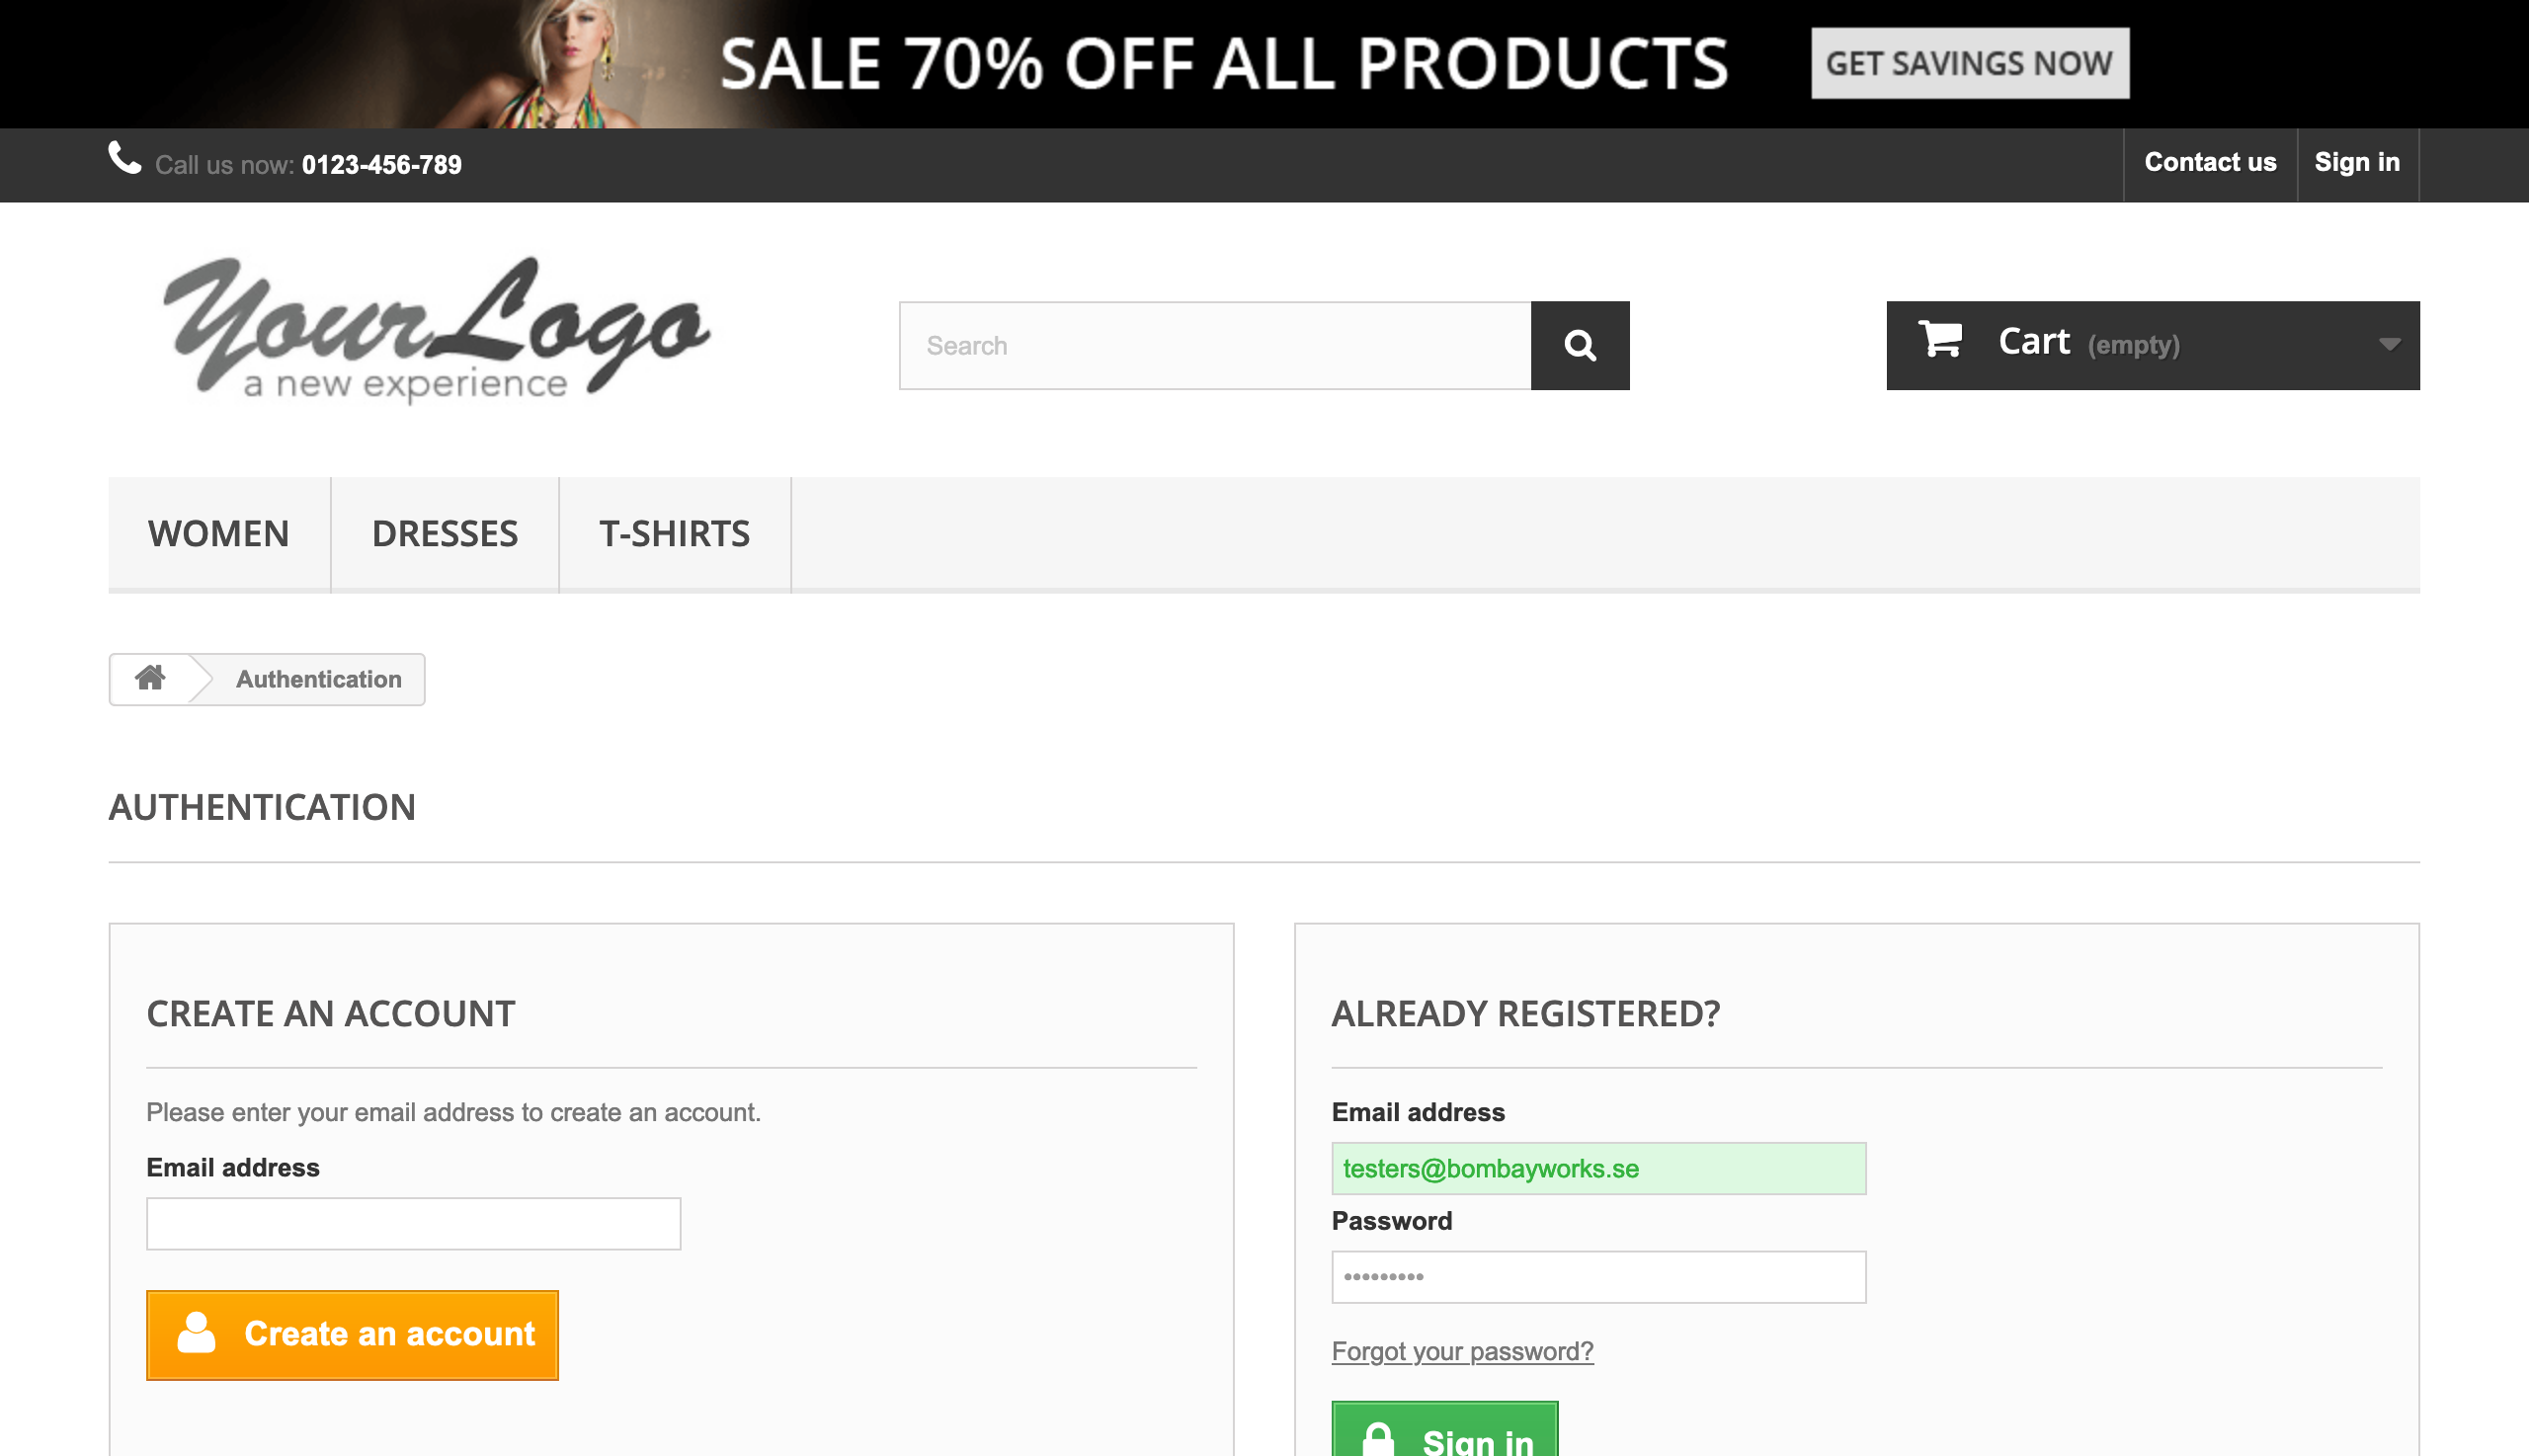 SALE 70% OFF ALL PRODUCTS GET SAVINGS NOW
Call us now: 0123-456-789 Contact us Sign in
YourLogo
a new experience
Search
Cart (empty)
WOMEN DRESSES T-SHIRTS
Authentication
AUTHENTICATION
CREATE AN ACCOUNT
Please enter your email address to create an account.
Email address
Create an account
ALREADY REGISTERED?
Email address
testers@bombayworks.se
Password
•••••••••
Forgot your password?
Sign in